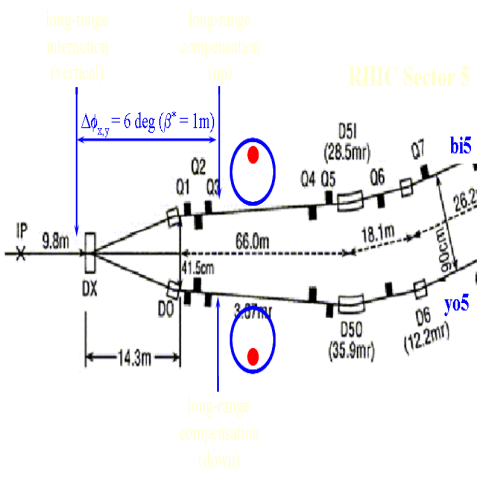 long-range
interaction
(vertical)
long-range
compensation
(up)
RHIC Sector 5
Δϕx,y = 6 deg (β* = 1m)
D5I
(28.5mr)
Q7
bi5
Q2
Q1
Q3
Q4
Q5
Q6
IP
9.8m
66.0m
18.1m
26.2
90cm
41.5cm
DX
D0
3.87mr
yo5
D5O
(35.9mr)
D6
(12.2mr)
14.3m
long-range
compensation
(down)